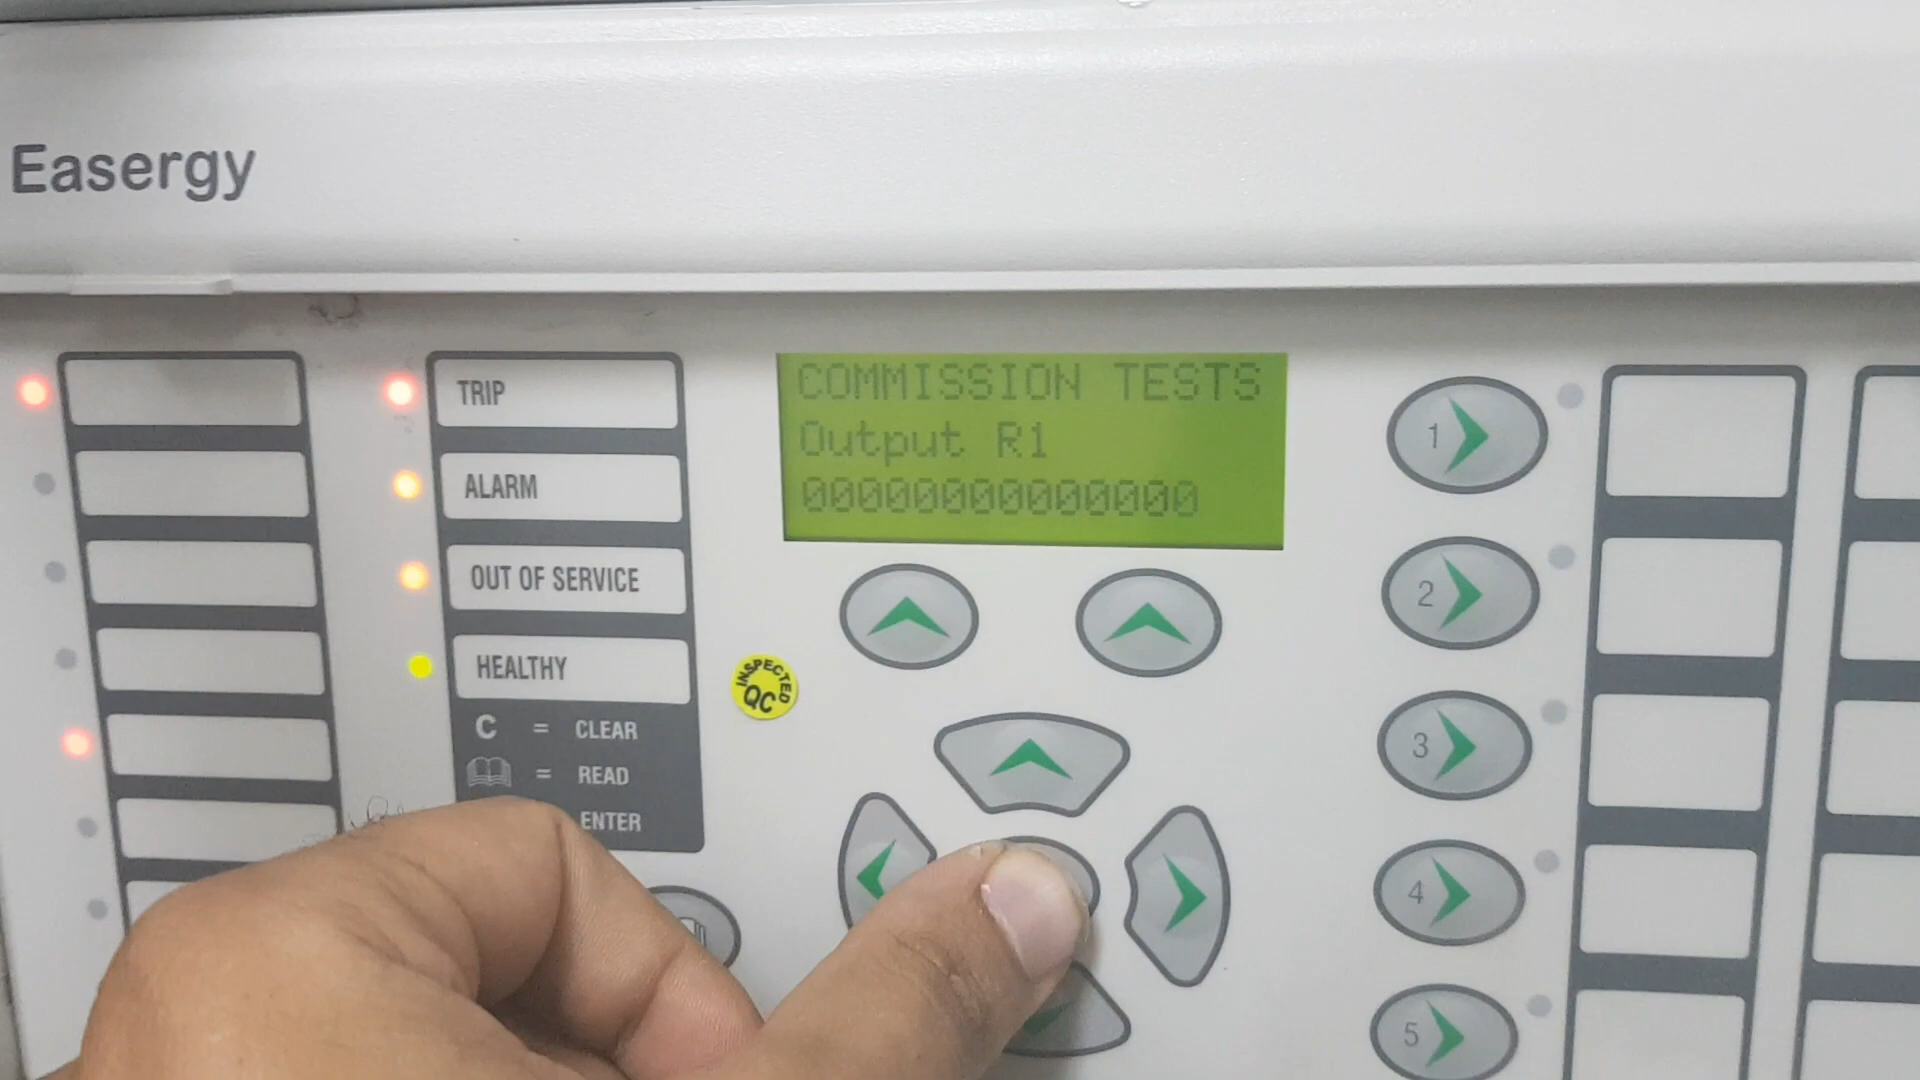 Easergy
TRIP
ALARM
OUT OF SERVICE
HEALTHY
C = CLEAR
= READ
ENTER
COMMISSION TESTS
Output R1
00000000000000
INSPECTED
QC
1
2
3
4
5